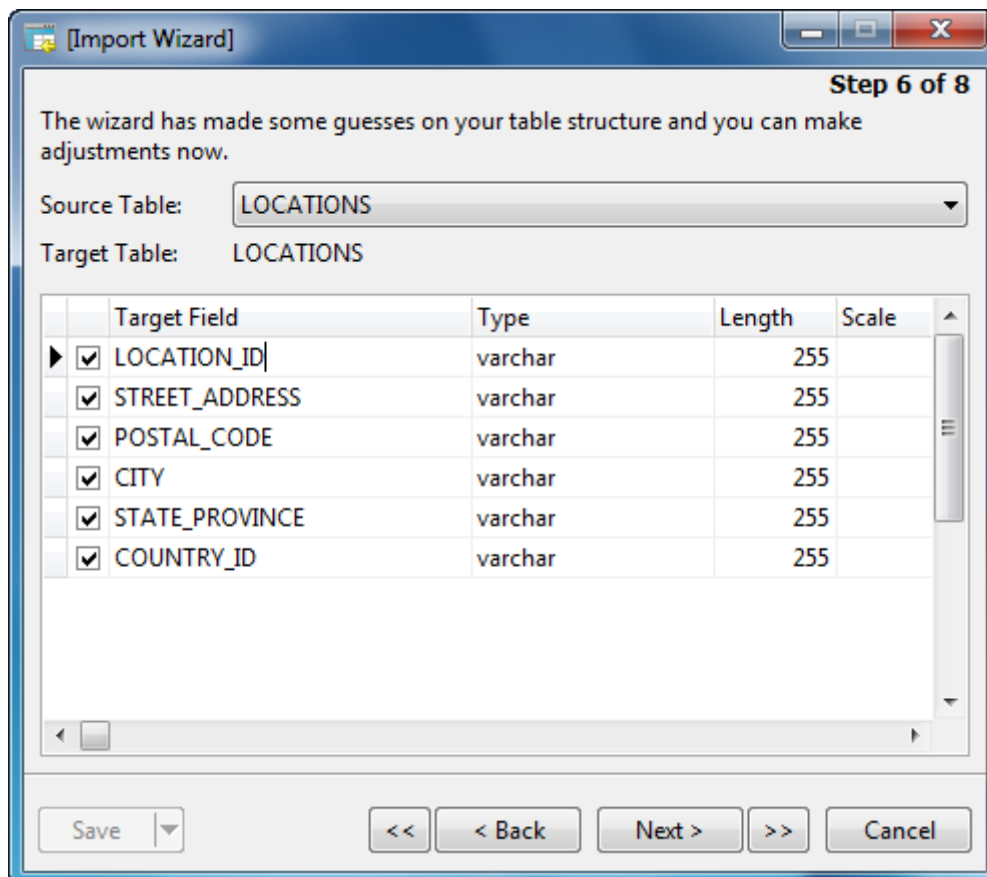 [Import Wizard]
Step 6 of 8
The wizard has made some guesses on your table structure and you can make
adjustments now.
Source Table: LOCATIONS
Target Table: LOCATIONS
Target Field Type Length Scale
LOCATION_ID varchar 255
STREET_ADDRESS varchar 255
POSTAL_CODE varchar 255
CITY varchar 255
STATE_PROVINCE varchar 255
COUNTRY_ID varchar 255
Save << < Back Next > >> Cancel